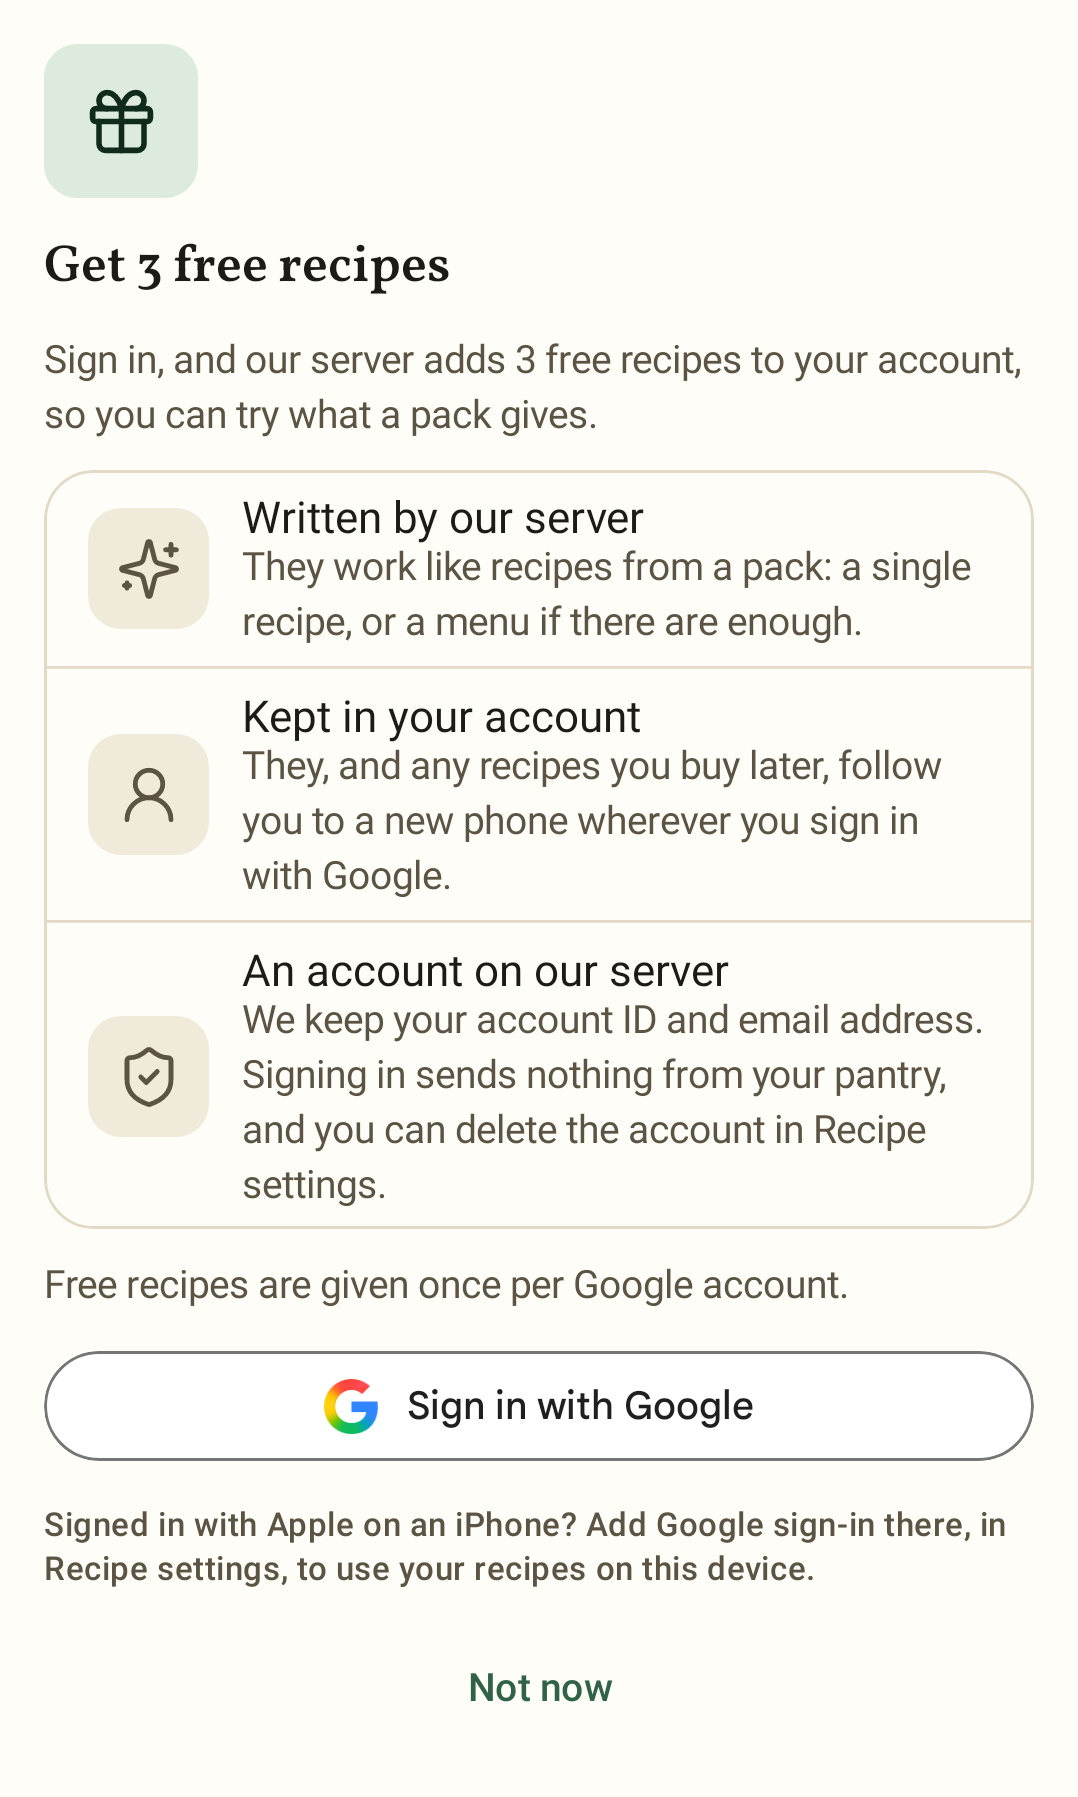 Get 3 free recipes
Sign in, and our server adds 3 free recipes to your account,
so you can try what a pack gives.
Written by our server
They work like recipes from a pack: a single
recipe, or a menu if there are enough.
Kept in your account
They, and any recipes you buy later, follow
you to a new phone wherever you sign in
with Google.
An account on our server
We keep your account ID and email address.
Signing in sends nothing from your pantry,
and you can delete the account in Recipe
settings.
Free recipes are given once per Google account.
Sign in with Google
Signed in with Apple on an iPhone? Add Google sign-in there, in
Recipe settings, to use your recipes on this device.
Not now